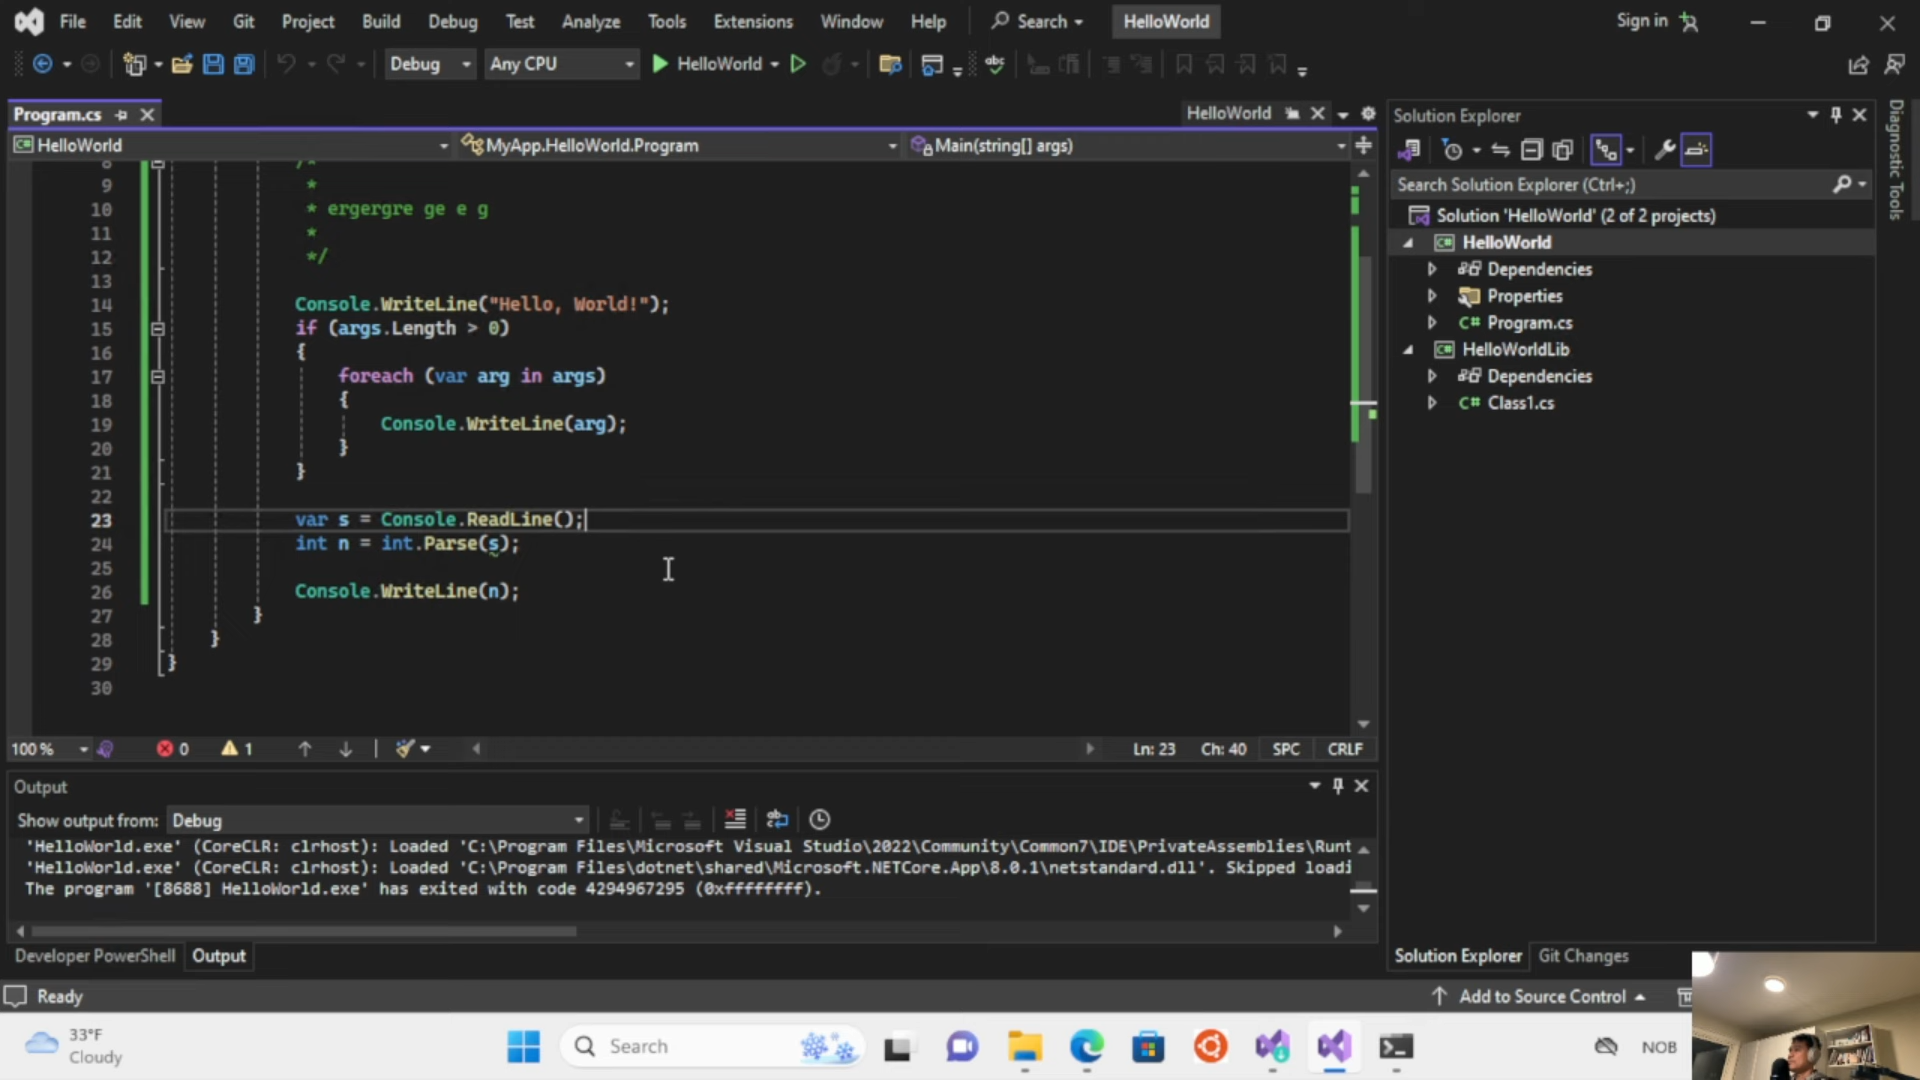 File Edit View Git Project Build Debug Test Analyze Tools Extensions Window Help Search HelloWorld Sign in
Debug Any CPU HelloWorld
Program.cs HelloWorld
HelloWorld MyApp.HelloWorld.Program Main(string[] args)
8 /*
9 *
10 * ergergre ge e g
11 *
12 */
13
14 Console.WriteLine("Hello, World!");
15 if (args.Length > 0)
16 {
17 foreach (var arg in args)
18 {
19 Console.WriteLine(arg);
20 }
21 }
22
23 var s = Console.ReadLine();
24 int n = int.Parse(s);
25
26 Console.WriteLine(n);
27 }
28 }
29 }
30
100 % 0 1 Ln: 23 Ch: 40 SPC CRLF
Output
Show output from: Debug
'HelloWorld.exe' (CoreCLR: clrhost): Loaded 'C:\Program Files\Microsoft Visual Studio\2022\Community\Common7\IDE\PrivateAssemblies\Runt
'HelloWorld.exe' (CoreCLR: clrhost): Loaded 'C:\Program Files\dotnet\shared\Microsoft.NETCore.App\8.0.1\netstandard.dll'. Skipped loadi
The program '[8688] HelloWorld.exe' has exited with code 4294967295 (0xffffffff).
Developer PowerShell Output
Solution Explorer
Search Solution Explorer (Ctrl+;)
Solution 'HelloWorld' (2 of 2 projects)
HelloWorld
Dependencies
Properties
C# Program.cs
HelloWorldLib
Dependencies
C# Class1.cs
Solution Explorer Git Changes
Diagnostic Tools
Ready Add to Source Control
33°F
Cloudy
Search
NOB